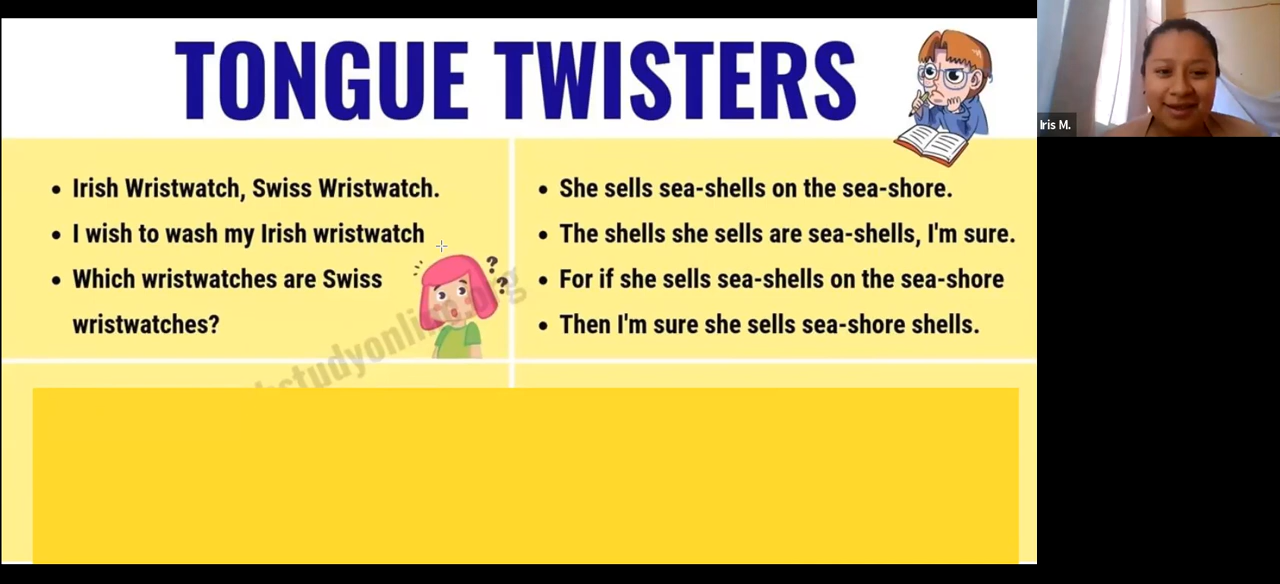 TONGUE TWISTERS
Iris M.
• Irish Wristwatch, Swiss Wristwatch.
• I wish to wash my Irish wristwatch
• Which wristwatches are Swiss
wristwatches?
• She sells sea-shells on the sea-shore.
• The shells she sells are sea-shells, I'm sure.
• For if she sells sea-shells on the sea-shore
• Then I'm sure she sells sea-shore shells.